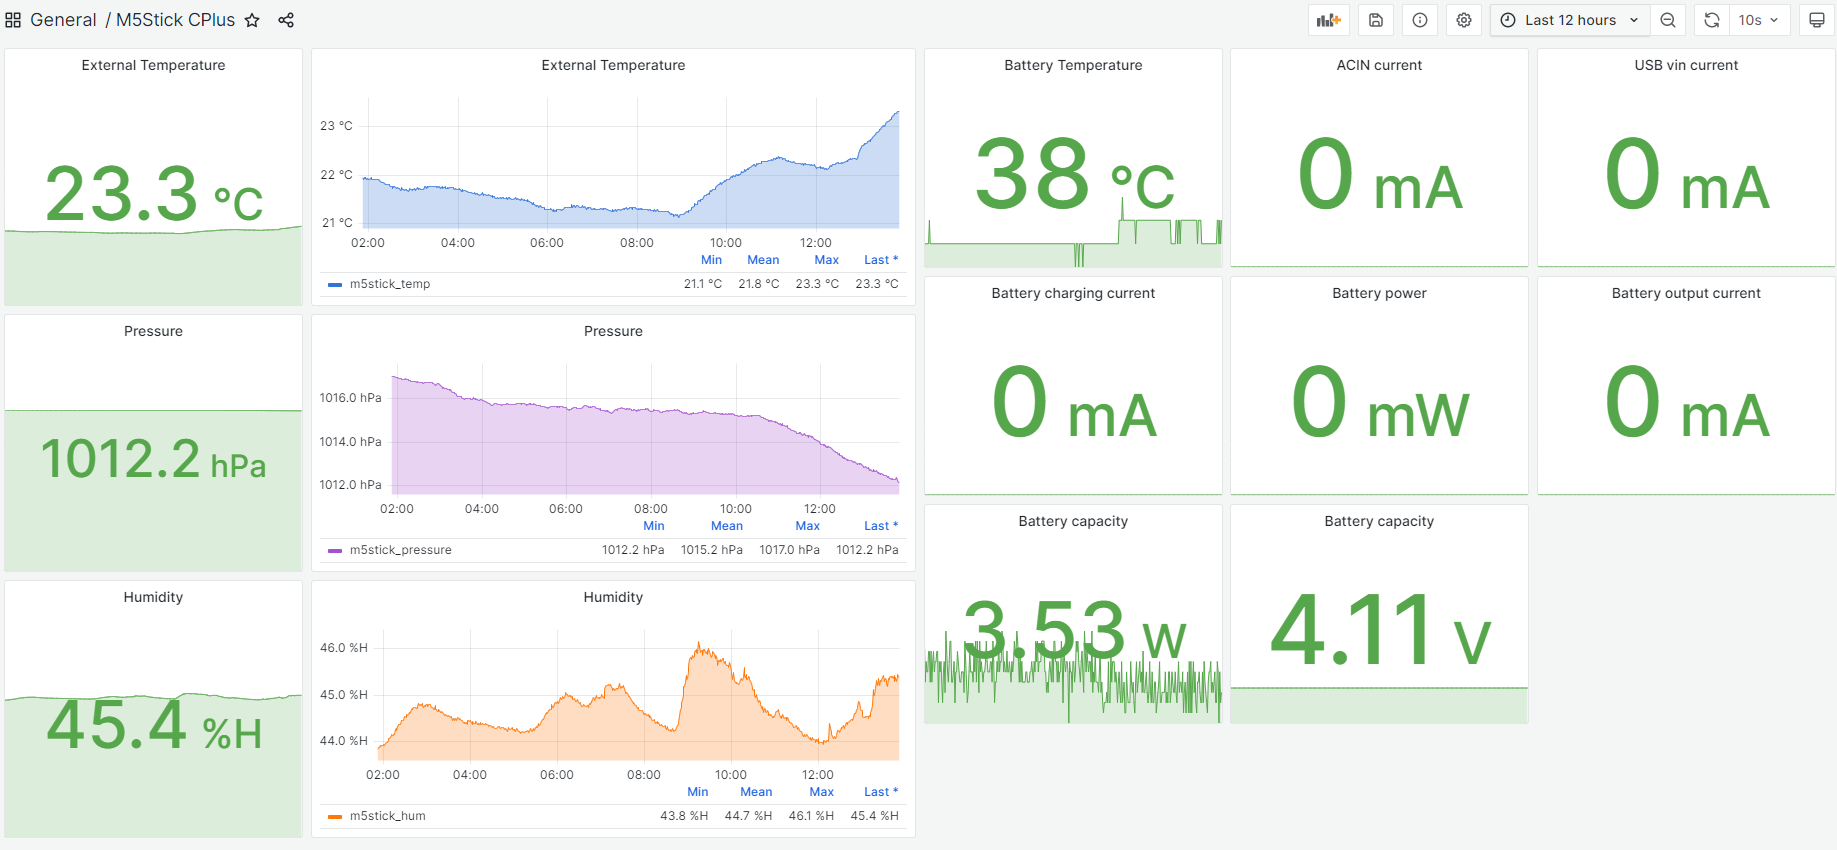 General / M5Stick CPlus
Last 12 hours
10s
External Temperature
23.3 °C
External Temperature
23 °C
22 °C
21 °C
02:00 04:00 06:00 08:00 10:00 12:00
Min Mean Max Last *
m5stick_temp 21.1 °C 21.8 °C 23.3 °C 23.3 °C
Battery Temperature
38 °C
ACIN current
0 mA
USB vin current
0 mA
Pressure
1012.2 hPa
Pressure
1016.0 hPa
1014.0 hPa
1012.0 hPa
02:00 04:00 06:00 08:00 10:00 12:00
Min Mean Max Last *
m5stick_pressure 1012.2 hPa 1015.2 hPa 1017.0 hPa 1012.2 hPa
Battery charging current
0 mA
Battery power
0 mW
Battery output current
0 mA
Humidity
45.4 %H
Humidity
46.0 %H
45.0 %H
44.0 %H
02:00 04:00 06:00 08:00 10:00 12:00
Min Mean Max Last *
m5stick_hum 43.8 %H 44.7 %H 46.1 %H 45.4 %H
Battery capacity
3.53 W
Battery capacity
4.11 V